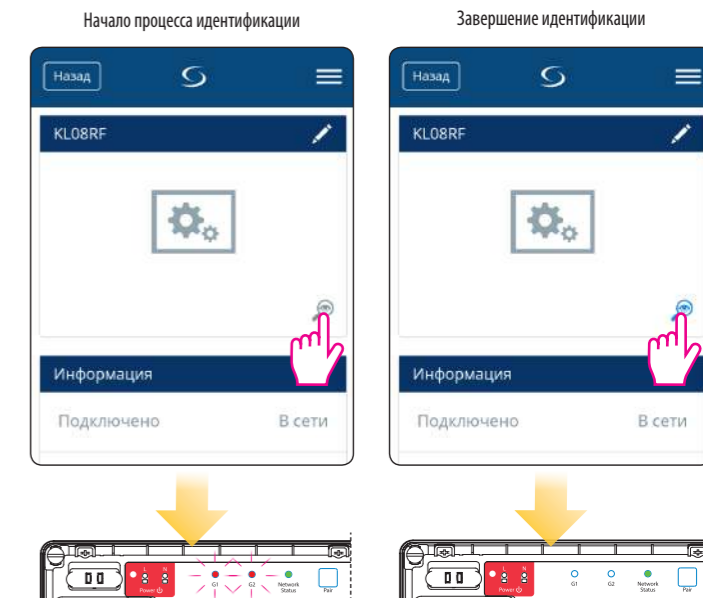 Начало процесса идентификации
Завершение идентификации
Назад
KL08RF
Информация
Подключено В сети
Назад
KL08RF
Информация
Подключено В сети
L N
Power
G1 G2 Network Status Pair
L N
Power
G1 G2 Network Status Pair